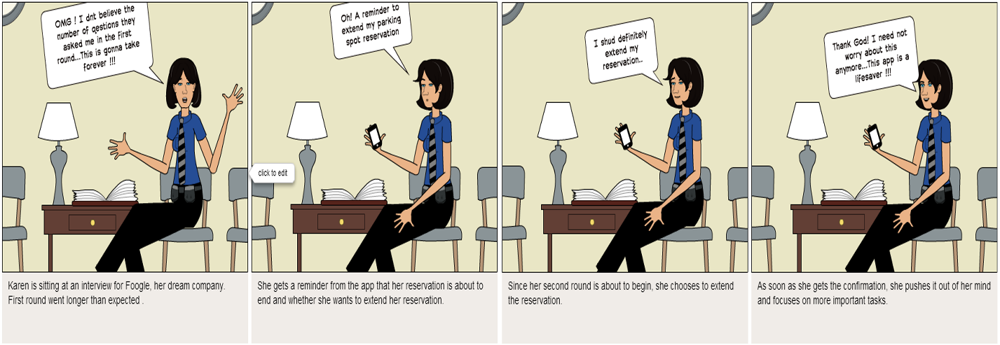 OMG ! I dnt believe the
number of qestions they
asked me in the first
round...This is gonna take
forever !!!
Karen is sitting at an interview for Foogle, her dream company.
First round went longer than expected .
Oh! A reminder to
extend my parking
spot reservation
click to edit
She gets a reminder from the app that her reservation is about to
end and whether she wants to extend her reservation.
I shud definitely
extend my
reservation..
Since her second round is about to begin, she chooses to extend
the reservation.
Thank God! I need not
worry about this
anymore...This app is a
lifesaver !!!
As soon as she gets the confirmation, she pushes it out of her mind
and focuses on more important tasks.